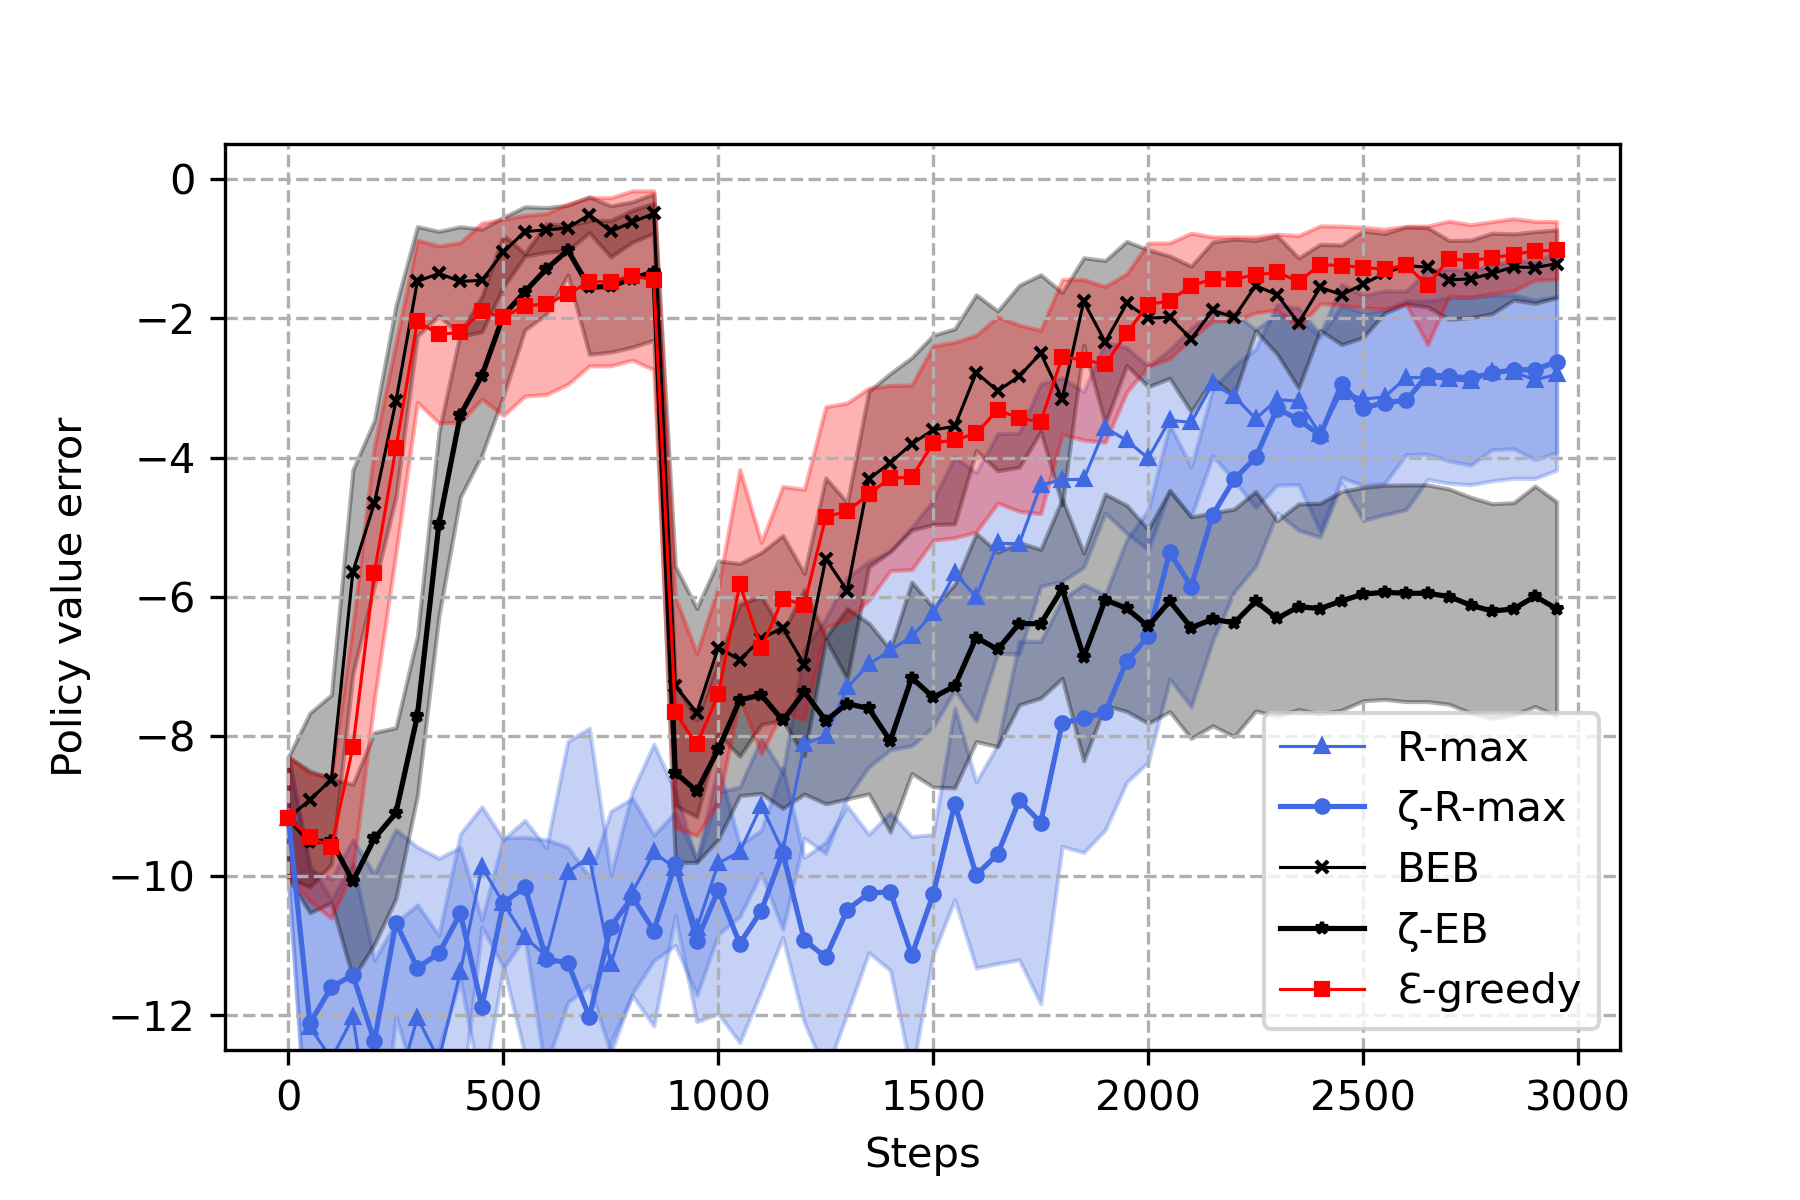 0
−2
−4
−6
−8
−10
−12
Policy value error
0 500 1000 1500 2000 2500 3000
Steps
R-max
ζ-R-max
BEB
ζ-EB
Ɛ-greedy